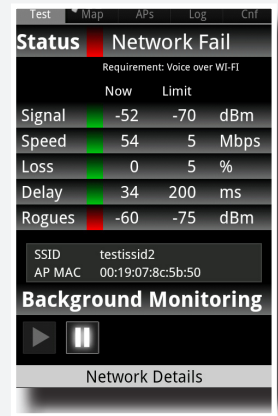 Test Map APs Log Cnf
Status Network Fail
Requirement: Voice over WI-FI
Now Limit
Signal -52 -70 dBm
Speed 54 5 Mbps
Loss 0 5 %
Delay 34 200 ms
Rogues -60 -75 dBm
SSID testissid2
AP MAC 00:19:07:8c:5b:50
Background Monitoring
Network Details